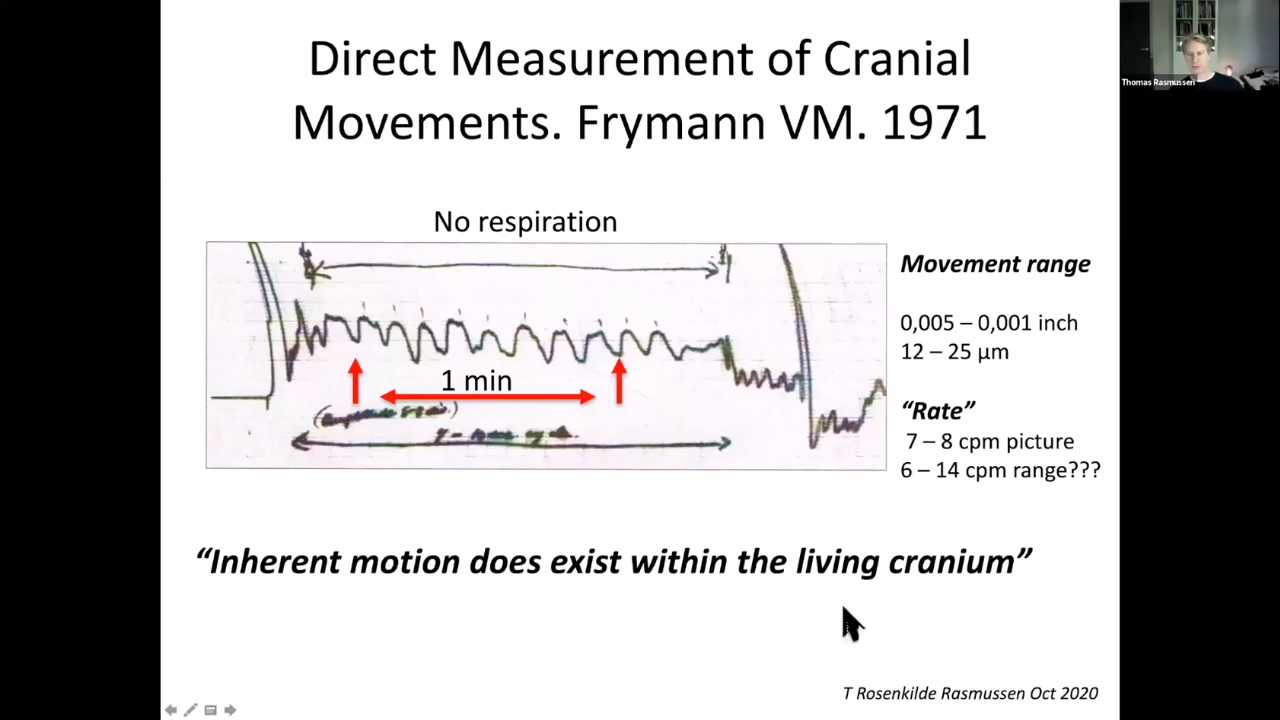 Direct Measurement of Cranial
Movements. Frymann VM. 1971
Thomas Rasmussen
No respiration
Movement range
0,005 – 0,001 inch
12 – 25 µm
1 min
“Rate”
7 – 8 cpm picture
6 – 14 cpm range???
“Inherent motion does exist within the living cranium”
T Rosenkilde Rasmussen Oct 2020